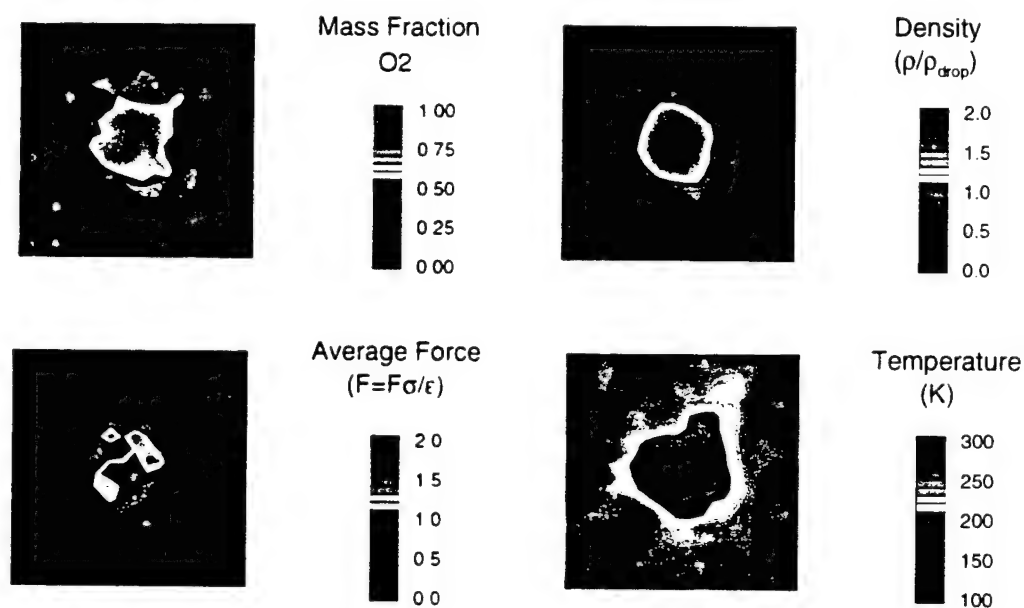 Mass Fraction
O2
1 00
0 75
0 50
0 25
0 00
Density
(ρ/ρdrop)
2.0
1.5
1.0
0.5
0.0
Average Force
(F=Fσ/ε)
2 0
1 5
1 0
0 5
0 0
Temperature
(K)
300
250
200
150
100